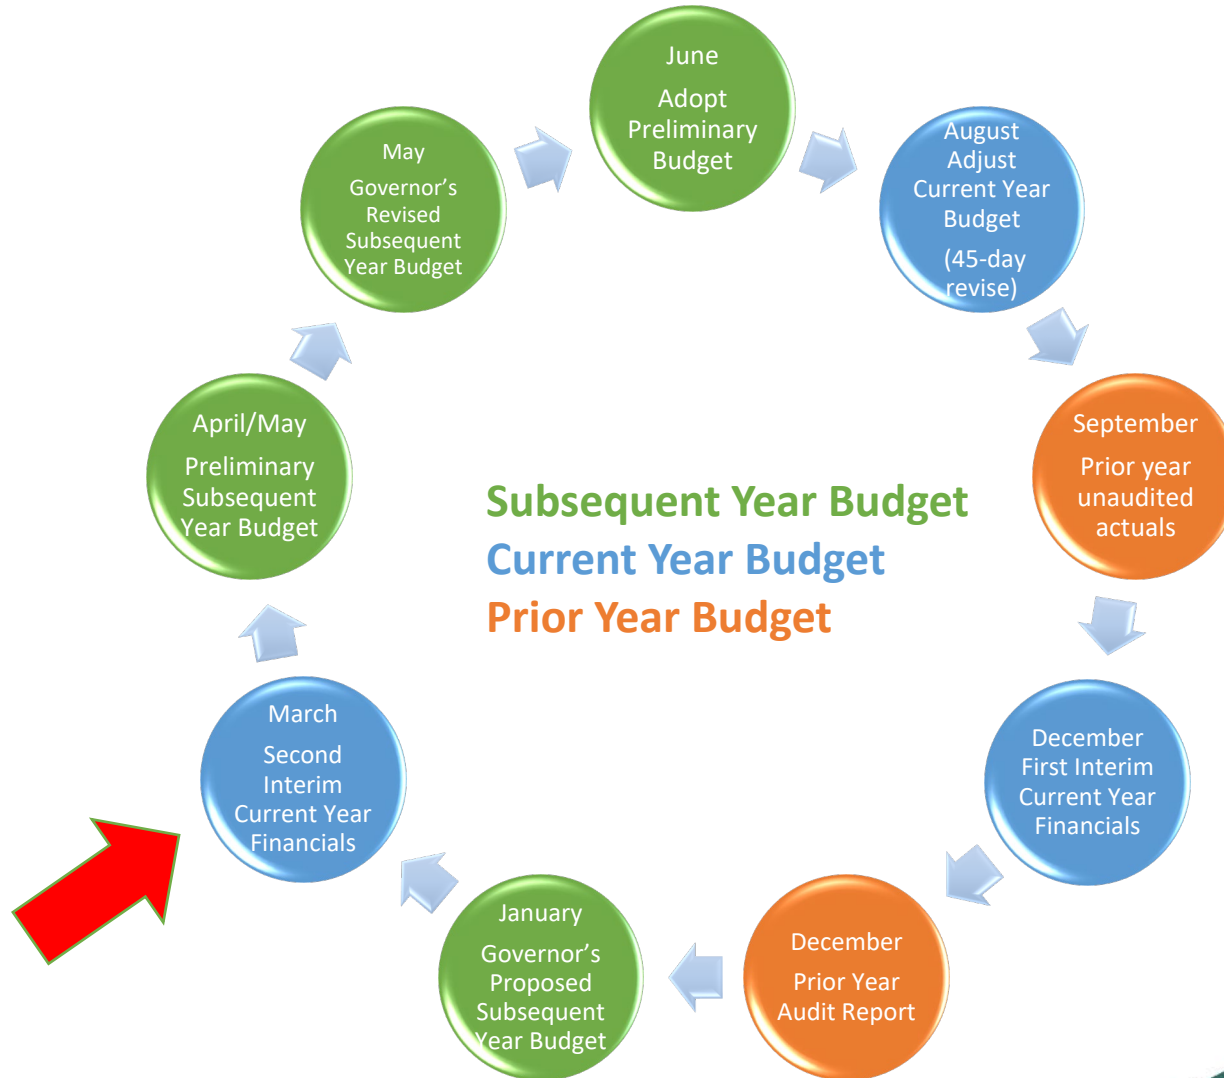 June
Adopt
Preliminary
Budget
August
Adjust
Current Year
Budget
(45-day
revise)
September
Prior year
unaudited
actuals
December
First Interim
Current Year
Financials
December
Prior Year
Audit Report
January
Governor’s
Proposed
Subsequent
Year Budget
March
Second
Interim
Current Year
Financials
April/May
Preliminary
Subsequent
Year Budget
May
Governor’s
Revised
Subsequent
Year Budget
Subsequent Year Budget
Current Year Budget
Prior Year Budget